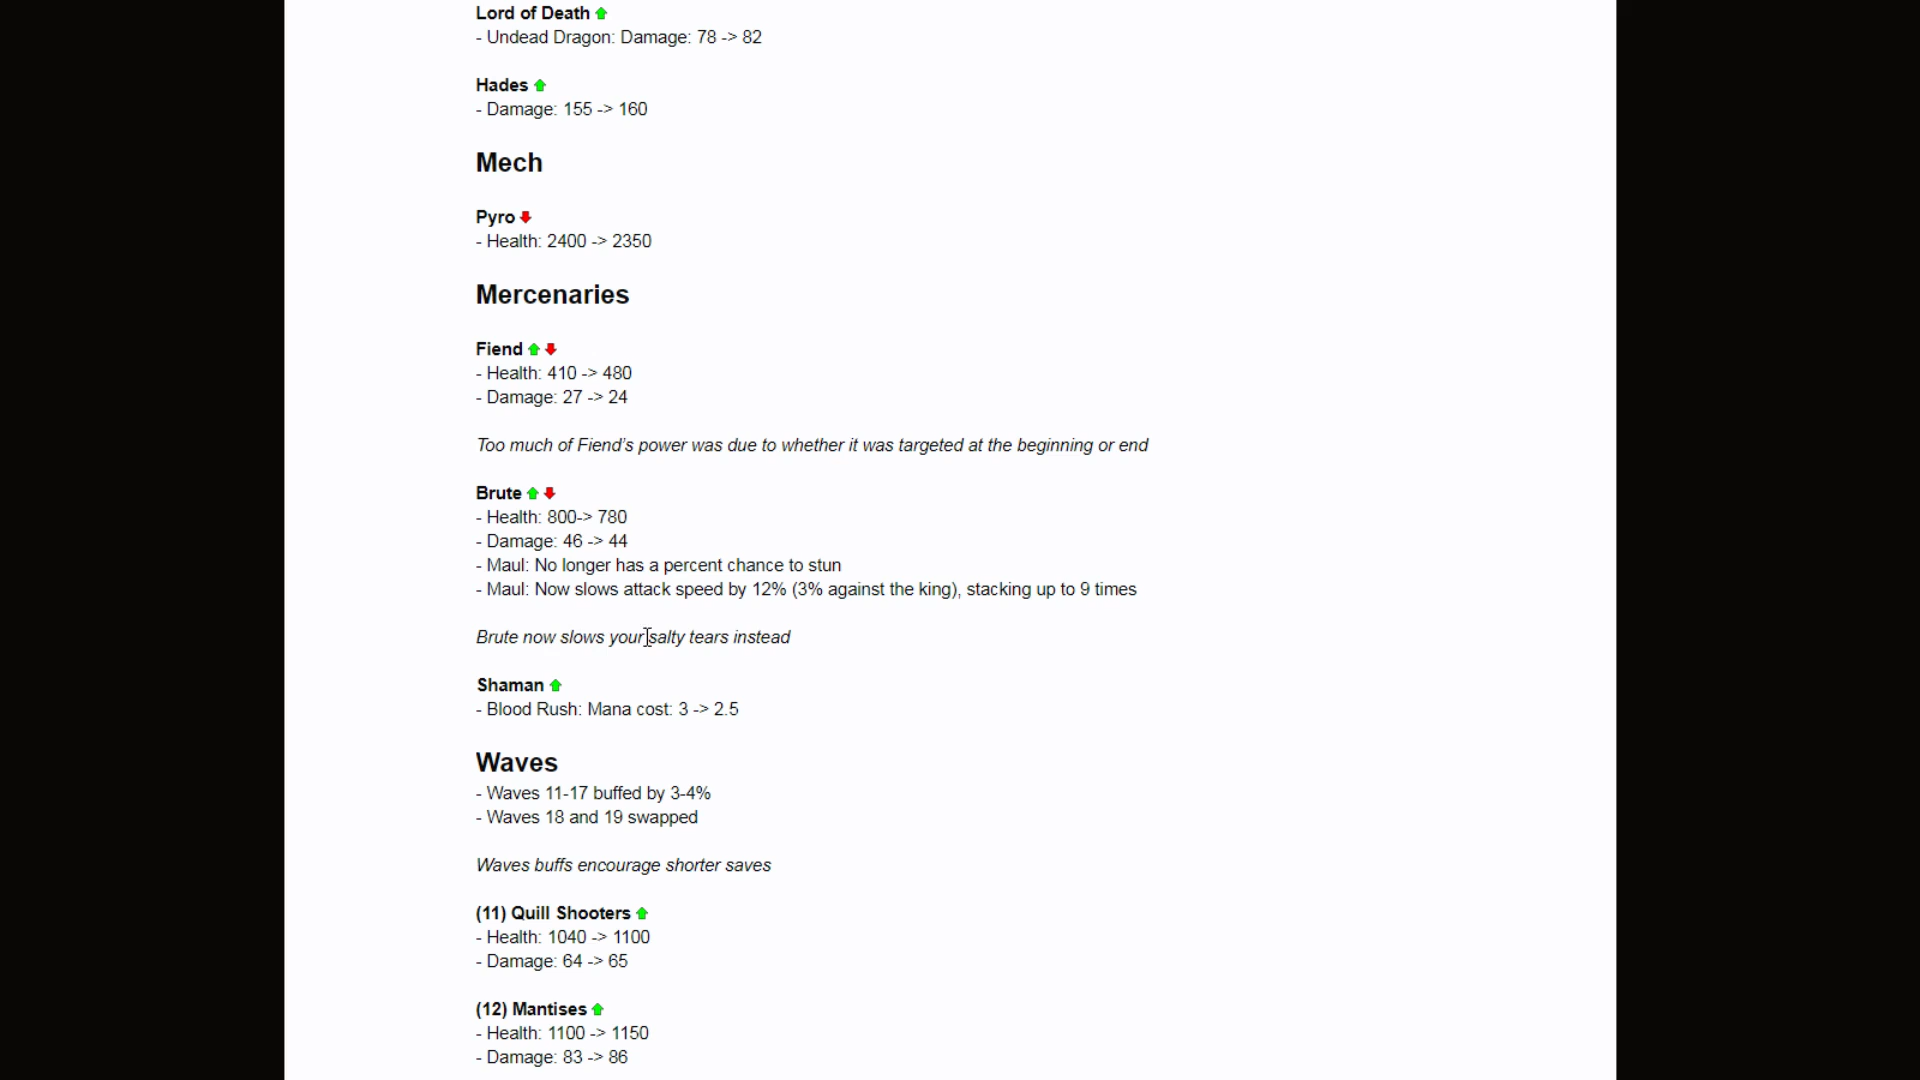 Lord of Death
- Undead Dragon: Damage: 78 -> 82
Hades
- Damage: 155 -> 160
Mech
Pyro
- Health: 2400 -> 2350
Mercenaries
Fiend
- Health: 410 -> 480
- Damage: 27 -> 24
Too much of Fiend's power was due to whether it was targeted at the beginning or end
Brute
- Health: 800-> 780
- Damage: 46 -> 44
- Maul: No longer has a percent chance to stun
- Maul: Now slows attack speed by 12% (3% against the king), stacking up to 9 times
Brute now slows your salty tears instead
Shaman
- Blood Rush: Mana cost: 3 -> 2.5
Waves
- Waves 11-17 buffed by 3-4%
- Waves 18 and 19 swapped
Waves buffs encourage shorter saves
(11) Quill Shooters
- Health: 1040 -> 1100
- Damage: 64 -> 65
(12) Mantises
- Health: 1100 -> 1150
- Damage: 83 -> 86